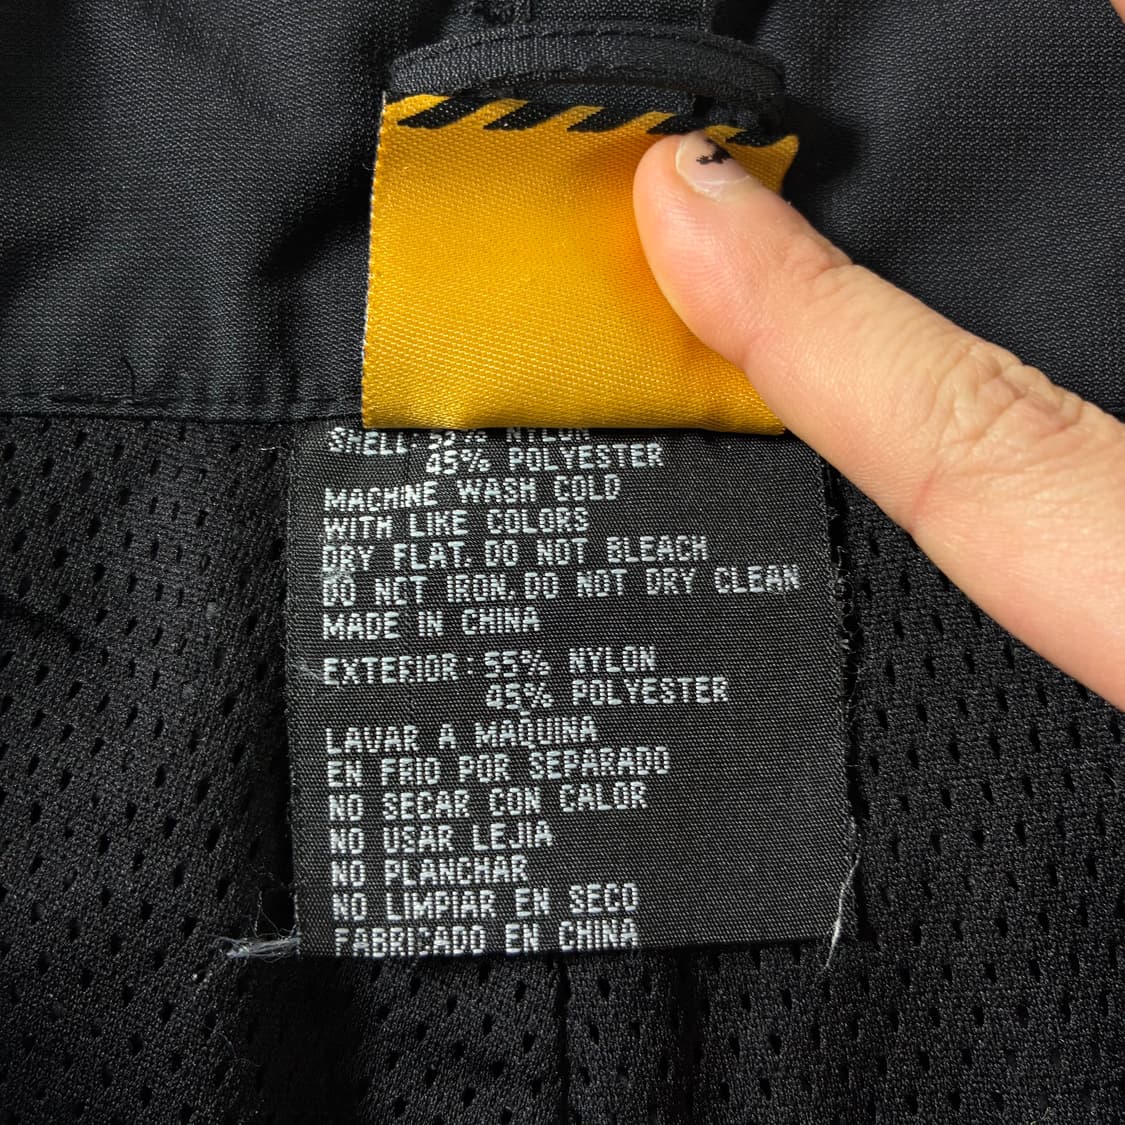 SHELL: 55% NYLON
45% POLYESTER
MACHINE WASH COLD
WITH LIKE COLORS
DRY FLAT. DO NOT BLEACH
DO NOT IRON. DO NOT DRY CLEAN
MADE IN CHINA
EXTERIOR: 55% NYLON
45% POLYESTER
LAVAR A MAQUINA
EN FRIO POR SEPARADO
NO SECAR CON CALOR
NO USAR LEJIA
NO PLANCHAR
NO LIMPIAR EN SECO
FABRICADO EN CHINA